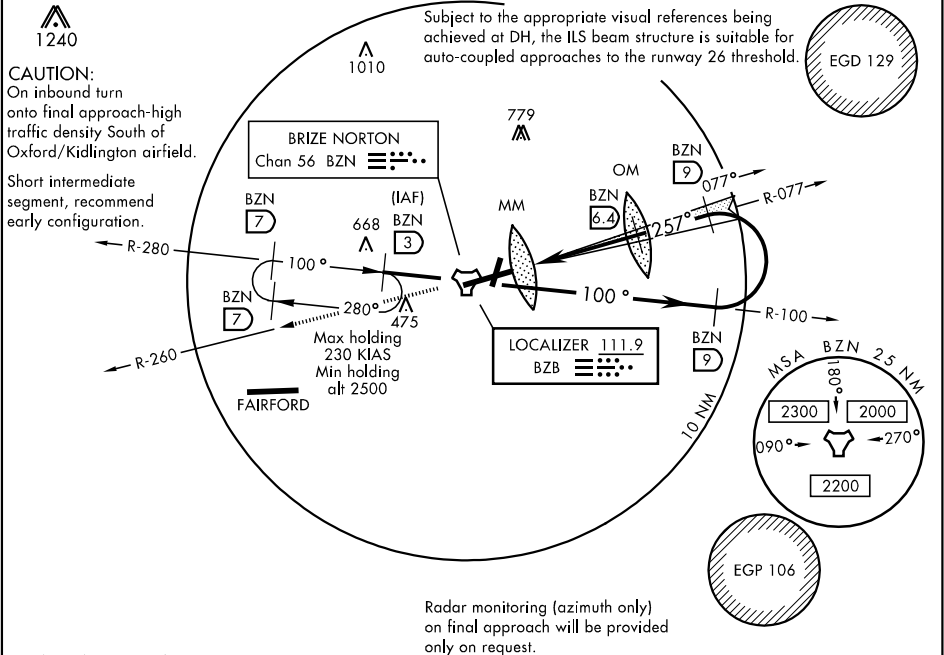 1240
Subject to the appropriate visual references being
achieved at DH, the ILS beam structure is suitable for
auto-coupled approaches to the runway 26 threshold.
EGD 129
CAUTION:
On inbound turn
onto final approach-high
traffic density South of
Oxford/Kidlington airfield.
Short intermediate
segment, recommend
early configuration.
1010
779
BRIZE NORTON
Chan 56 BZN
MM
OM
BZN
6.4
BZN
9
077°
R-077
257°
BZN
7
668
(IAF)
BZN
3
R-280
100°
280°
BZN
7
475
R-260
Max holding
230 KIAS
Min holding
alt 2500
FAIRFORD
100°
R-100
BZN
9
LOCALIZER 111.9
BZB
10 NM
MSA BZN 25 NM
180°
2300
2000
090°
270°
2200
EGP 106
Radar monitoring (azimuth only)
on final approach will be provided
only on request.